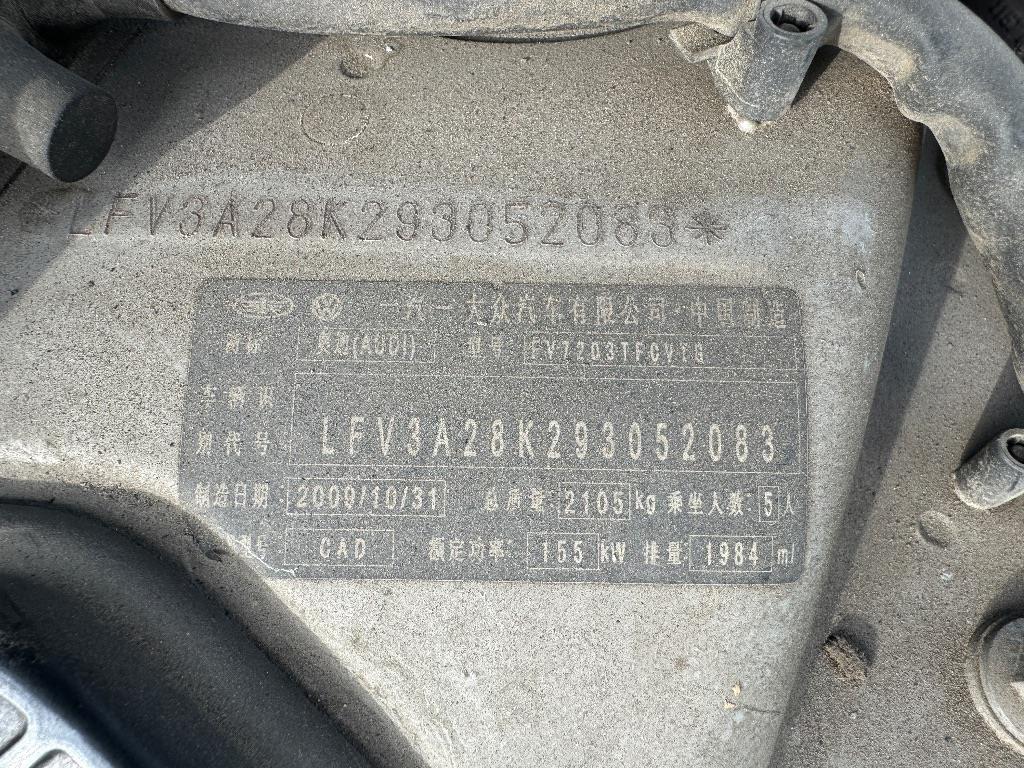 LFV3A28K293052083*
一汽一大众汽车有限公司·中国制造
商标 奥迪(AUDI) 型号 FV7203TFCVTG
车辆识
别代号 LFV3A28K293052083
制造日期 2009/10/31 总质量 2105 kg 乘坐人数 5 人
型号 CAD 额定功率 155 kW 排量 1984 ml